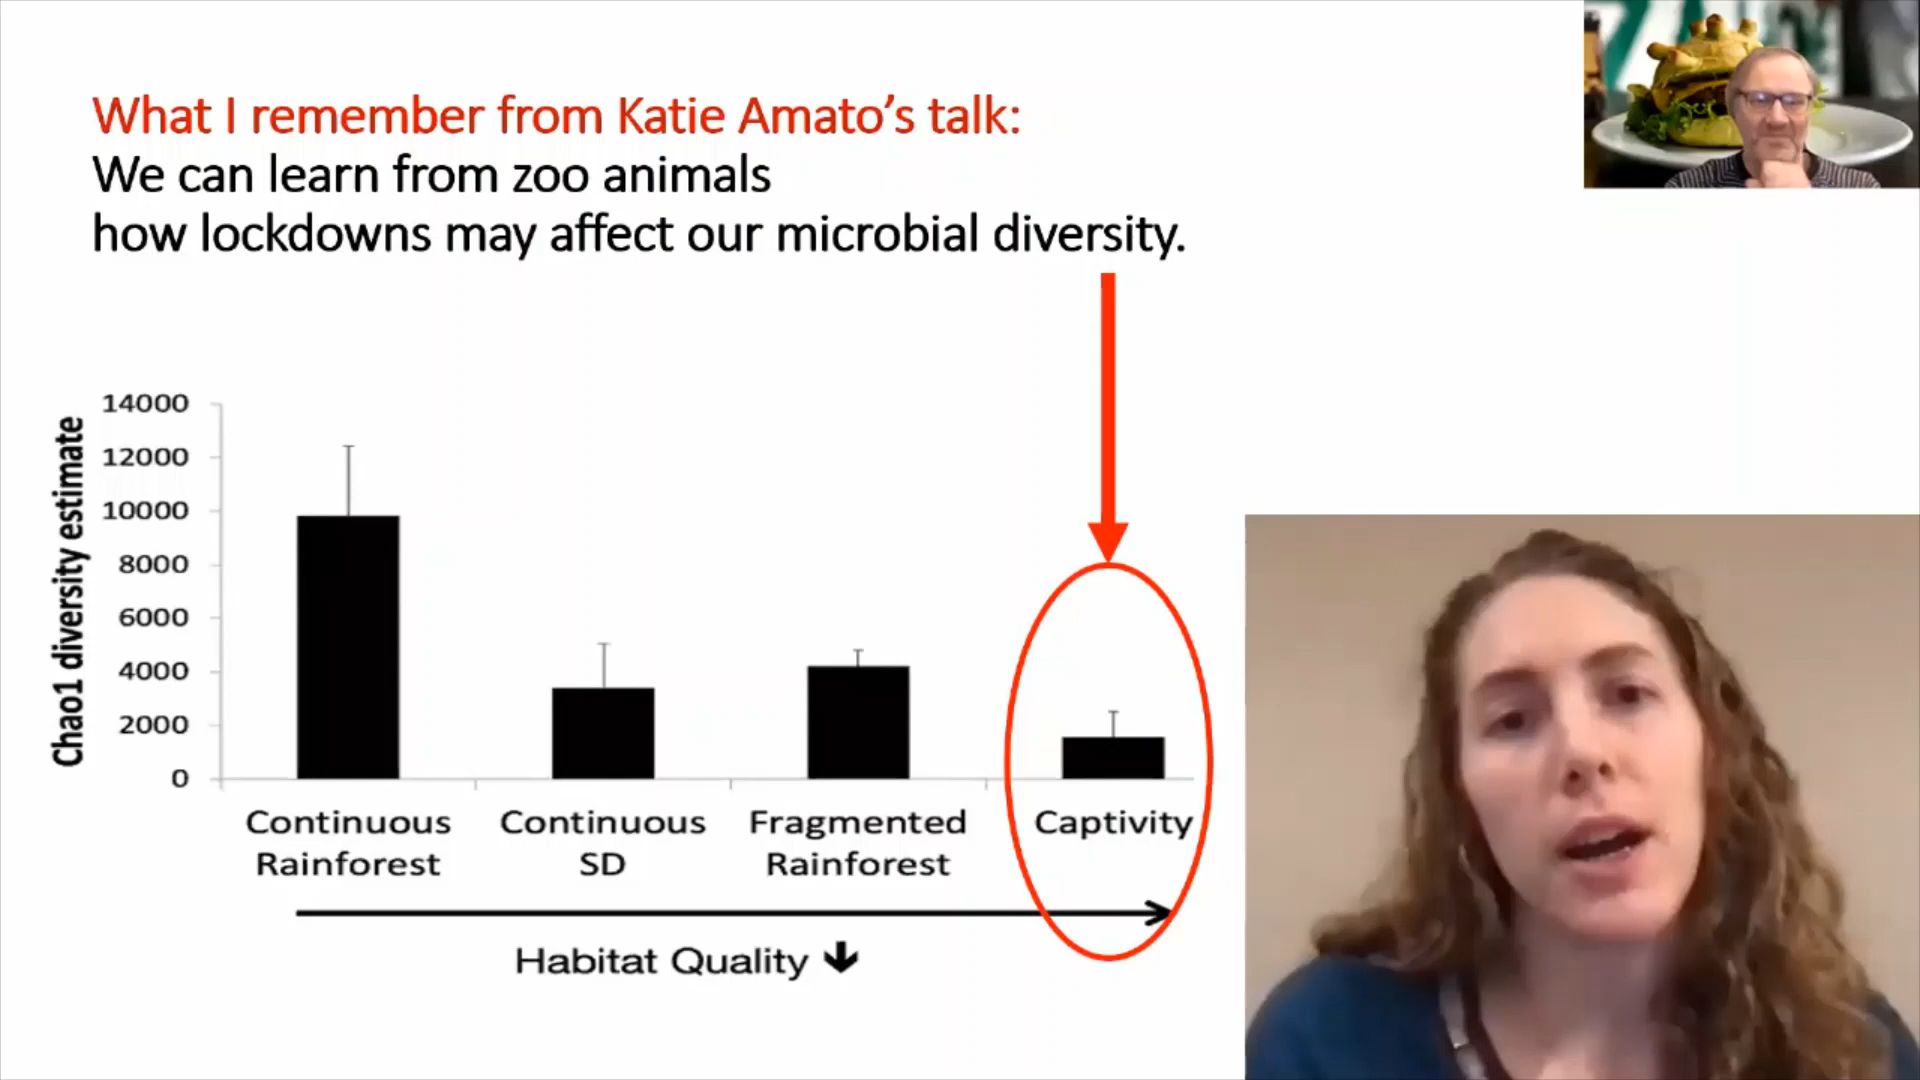 What I remember from Katie Amato's talk:
We can learn from zoo animals
how lockdowns may affect our microbial diversity.
Chao1 diversity estimate
14000
12000
10000
8000
6000
4000
2000
0
Continuous Rainforest
Continuous SD
Fragmented Rainforest
Captivity
Habitat Quality